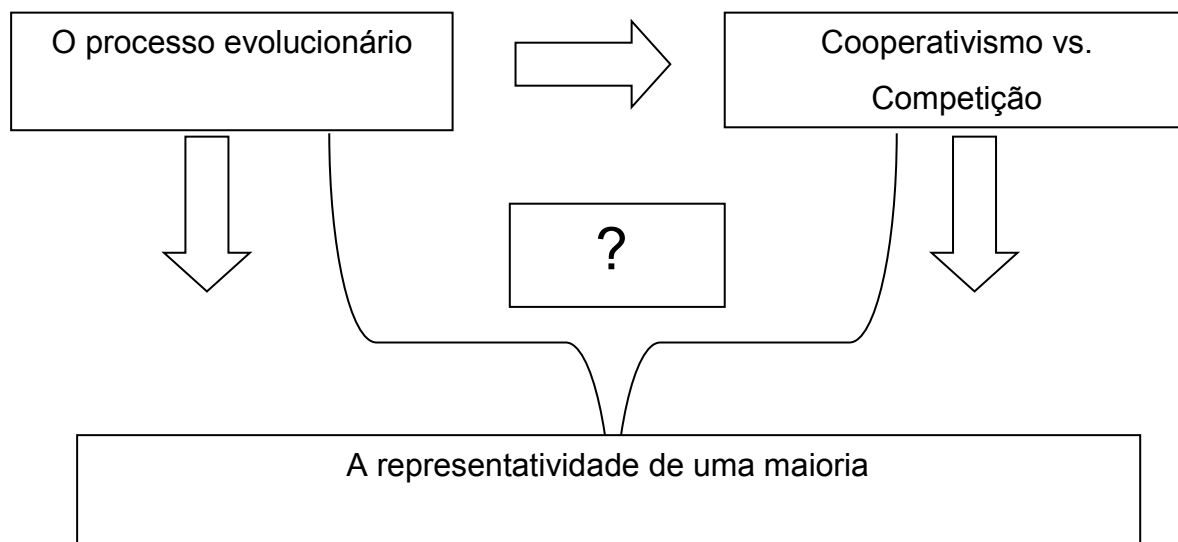 O processo evolucionário
Cooperativismo vs.
Competição
?
A representatividade de uma maioria